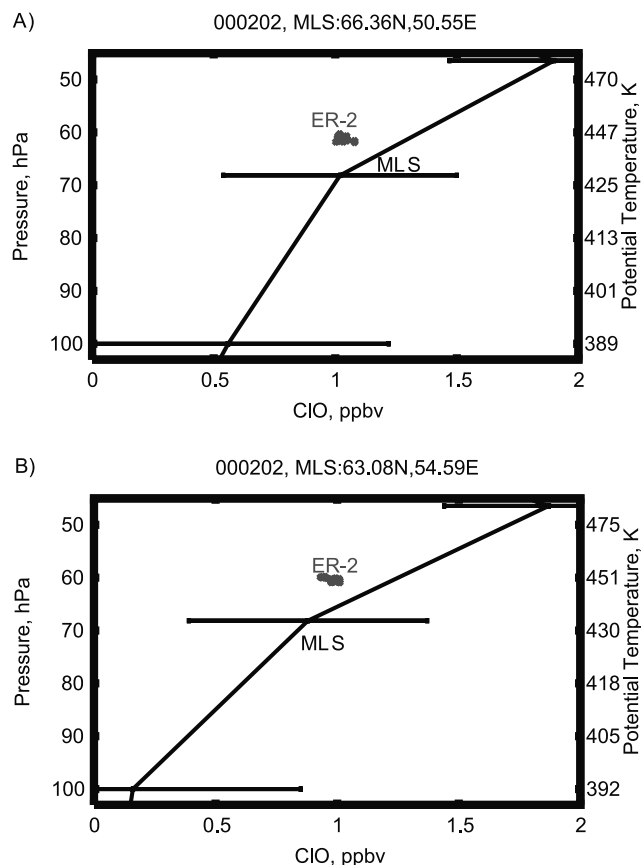 A)
000202, MLS:66.36N,50.55E
Pressure, hPa
50
60
70
80
90
100
ER-2
MLS
470
447
425
413
401
389
Potential Temperature, K
0
0.5
1
1.5
2
ClO, ppbv
B)
000202, MLS:63.08N,54.59E
Pressure, hPa
50
60
70
80
90
100
ER-2
MLS
475
451
430
418
405
392
Potential Temperature, K
0
0.5
1
1.5
2
ClO, ppbv